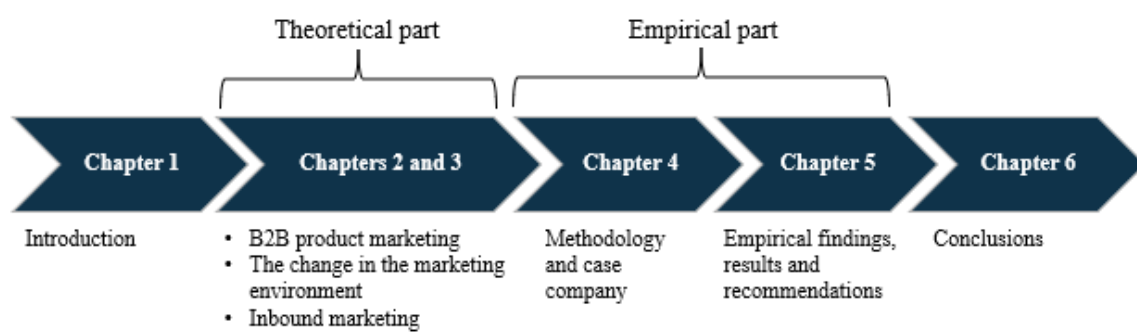 Theoretical part
Empirical part
Chapter 1
Chapters 2 and 3
Chapter 4
Chapter 5
Chapter 6
Introduction
• B2B product marketing
• The change in the marketing
environment
• Inbound marketing
Methodology
and case
company
Empirical findings,
results and
recommendations
Conclusions